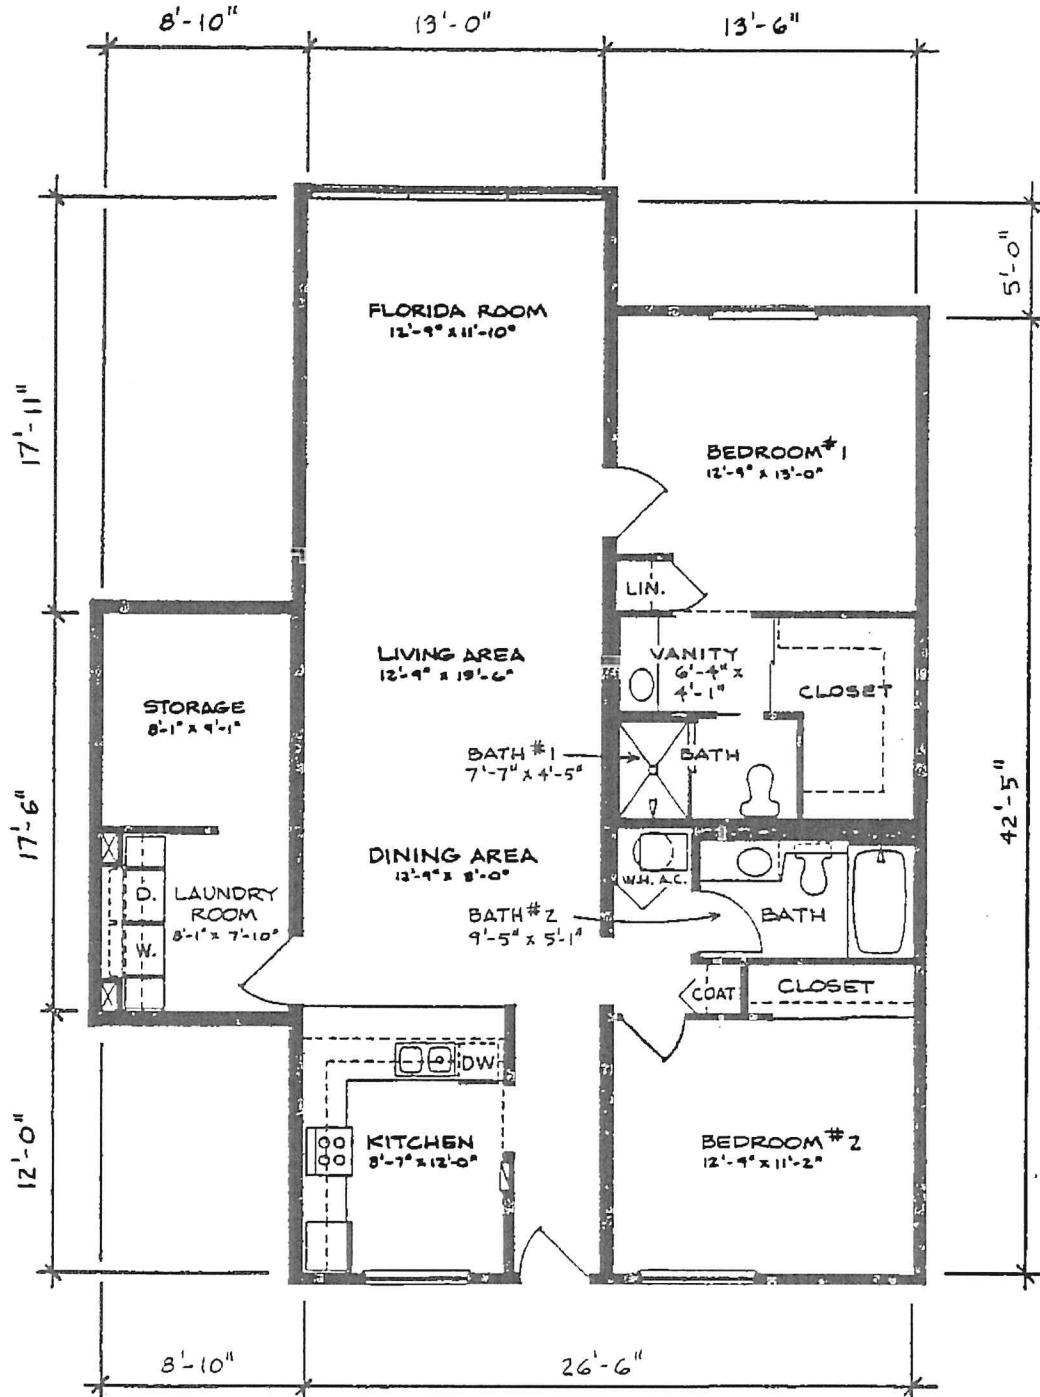 8'-10"
13'-0"
13'-6"
5'-0"
FLORIDA ROOM
12'-9" x 11'-10"
17'-11"
BEDROOM #1
12'-9" x 13'-0"
LIN.
LIVING AREA
VANITY
6'-4" x
4'-1"
CLOSET
STORAGE
8'-1" x 9'-1"
BATH #1
7'-7" x 4'-5"
BATH
42'-5"
17'-6"
DINING AREA
12'-9" x 8'-0"
W.H. A.C.
D.
LAUNDRY
ROOM
8'-1" x 7'-10"
W.
BATH #2
9'-5" x 5'-1"
BATH
COAT
CLOSET
DW
12'-0"
KITCHEN
8'-7" x 12'-0"
BEDROOM #2
12'-9" x 11'-2"
8'-10"
26'-6"